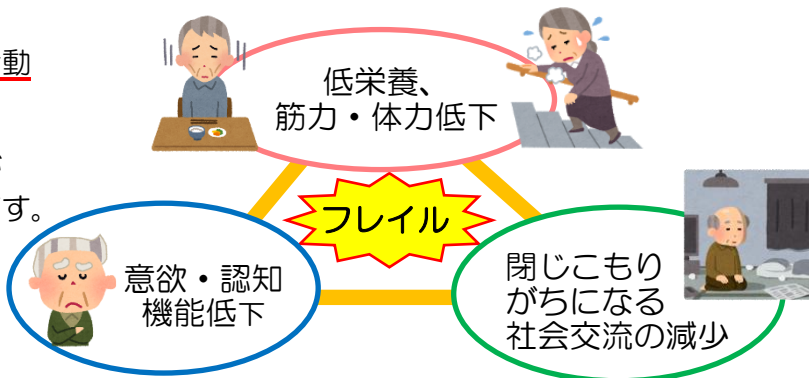 動
す。
低栄養、
筋力・体力低下
フレイル
意欲・認知
機能低下
閉じこもり
がちになる
社会交流の減少